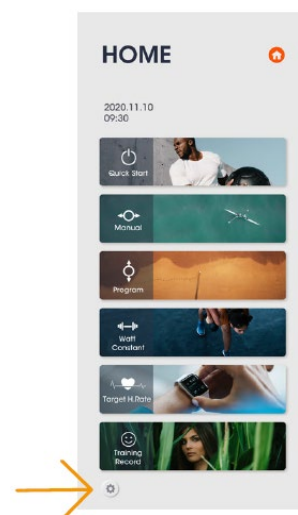 HOME
2020.11.10
09:30
Quick Start
Manual
Program
Watt
Constant
Target H.Rate
Training
Record